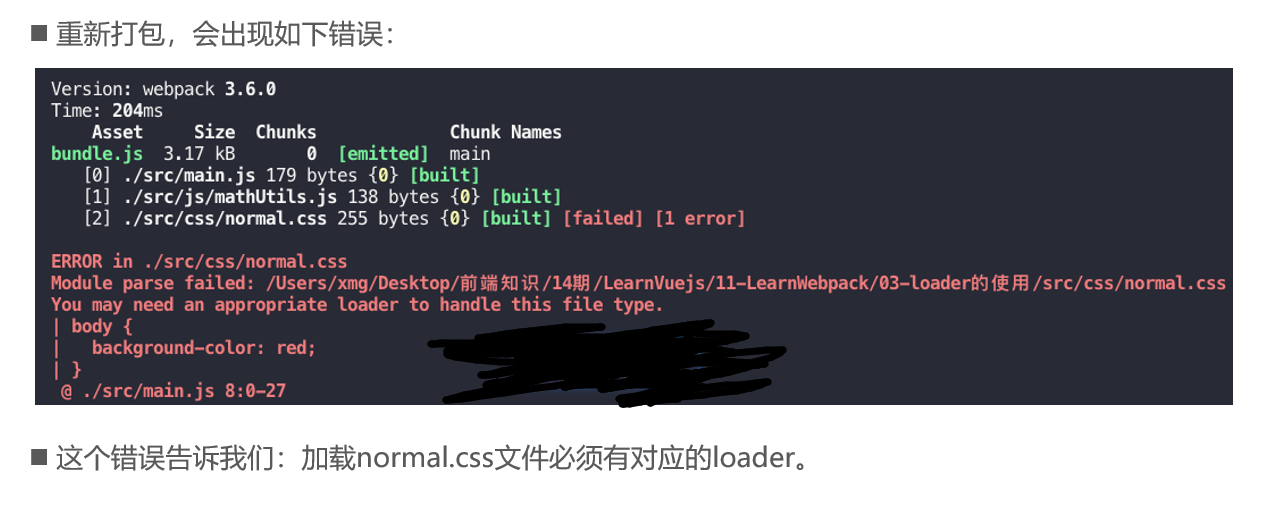 ■ 重新打包，会出现如下错误：
Version: webpack 3.6.0
Time: 204ms
Asset Size Chunks Chunk Names
bundle.js 3.17 kB 0 [emitted] main
[0] ./src/main.js 179 bytes {0} [built]
[1] ./src/js/mathUtils.js 138 bytes {0} [built]
[2] ./src/css/normal.css 255 bytes {0} [built] [failed] [1 error]
ERROR in ./src/css/normal.css
Module parse failed: /Users/xmg/Desktop/前端知识/14期/LearnVuejs/11-LearnWebpack/03-loader的使用/src/css/normal.css
You may need an appropriate loader to handle this file type.
| body {
|   background-color: red;
| }
@ ./src/main.js 8:0-27
■ 这个错误告诉我们：加载normal.css文件必须有对应的loader。